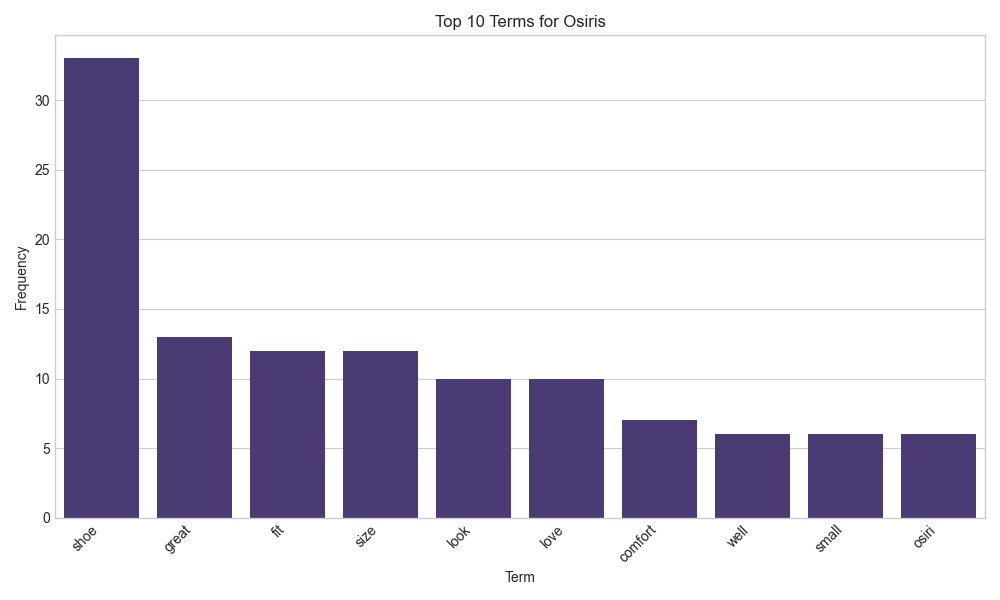 Top 10 Terms for Osiris
Frequency
30
25
20
15
10
5
0
shoe
great
fit
size
look
love
comfort
well
small
osiri
Term